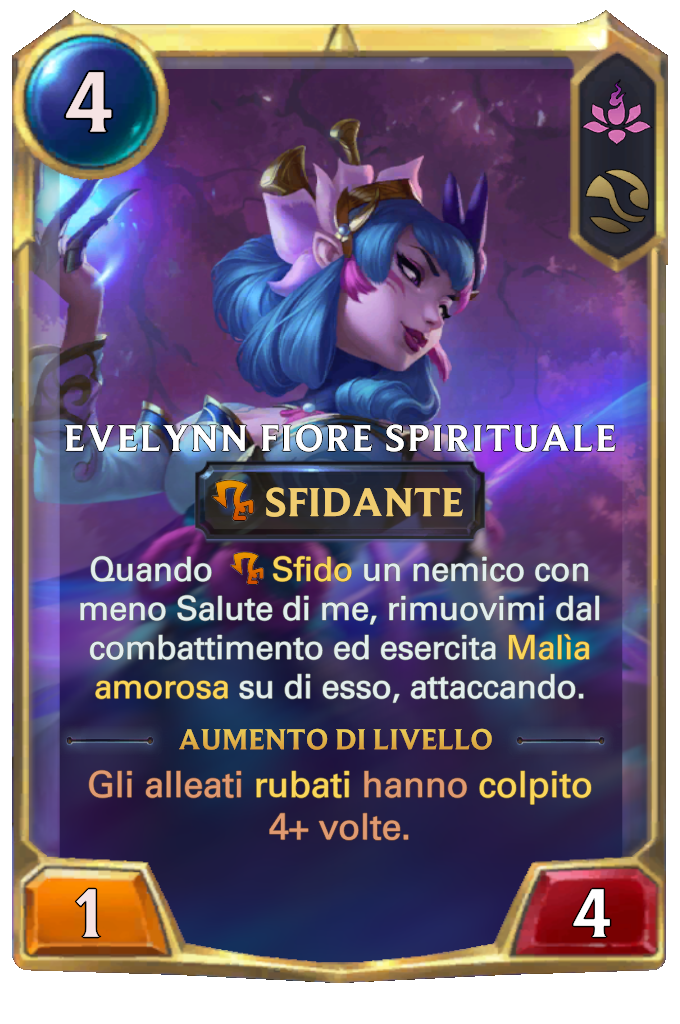 4
EVELYNN FIORE SPIRITUALE
SFIDANTE
Quando Sfido un nemico con
meno Salute di me, rimuovimi dal
combattimento ed esercita Malìa
amorosa su di esso, attaccando.
AUMENTO DI LIVELLO
Gli alleati rubati hanno colpito
4+ volte.
1
4